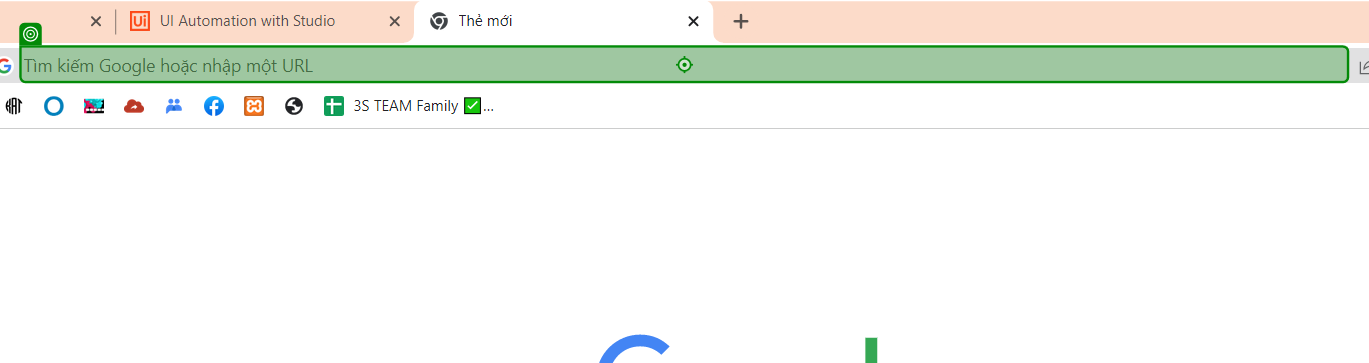 UI Automation with Studio
Thẻ mới
Tìm kiếm Google hoặc nhập một URL
3S TEAM Family ✅...